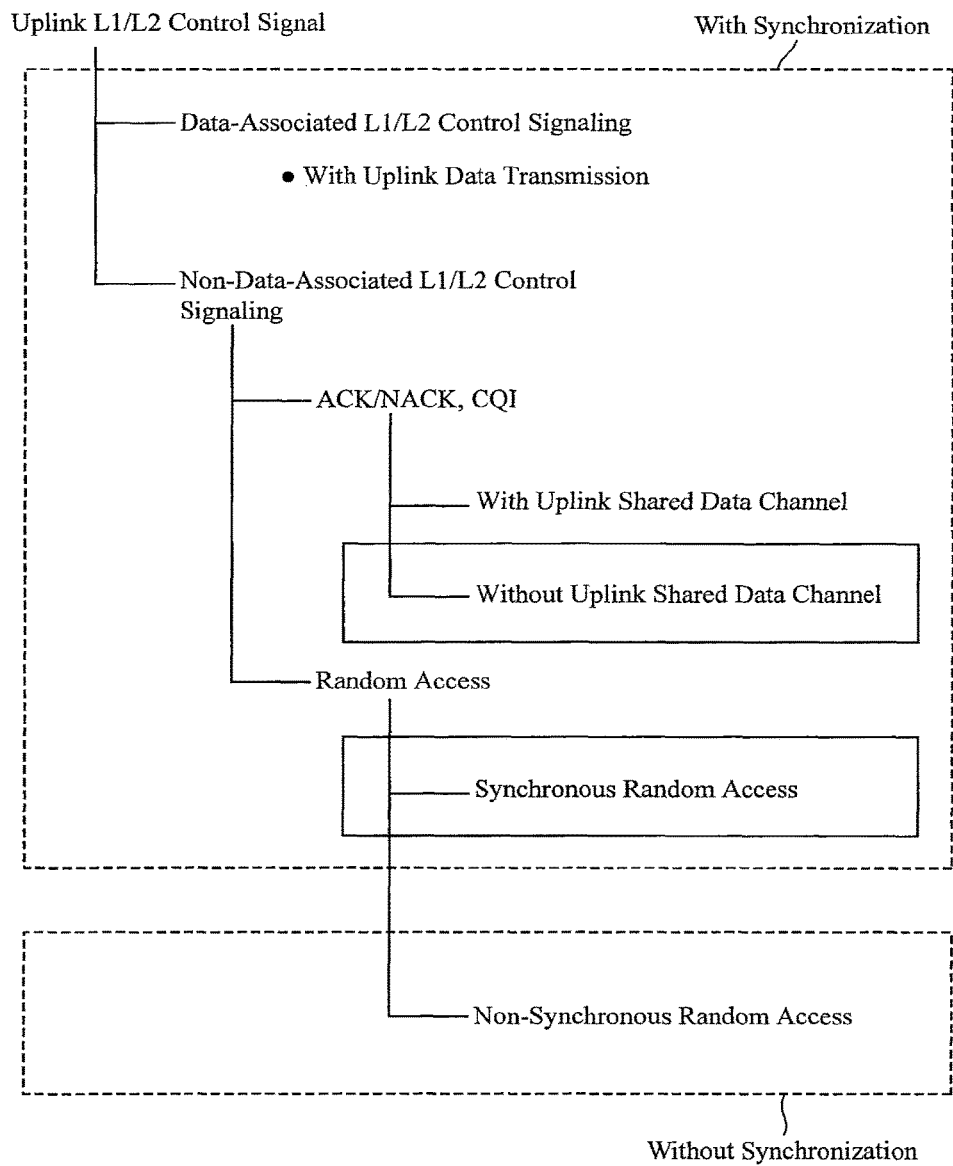 Uplink L1/L2 Control Signal
With Synchronization
Data-Associated L1/L2 Control Signaling
• With Uplink Data Transmission
Non-Data-Associated L1/L2 Control
Signaling
ACK/NACK, CQI
With Uplink Shared Data Channel
Without Uplink Shared Data Channel
Random Access
Synchronous Random Access
Non-Synchronous Random Access
Without Synchronization